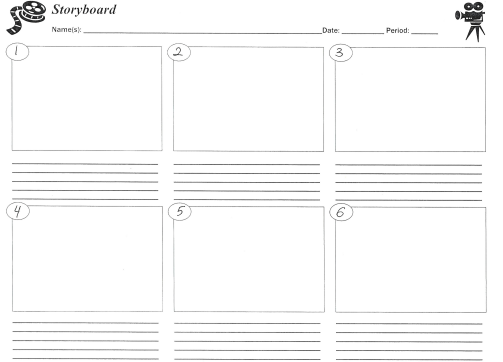 Storyboard
Name(s): Date: Period:
1 2 3
4 5 6